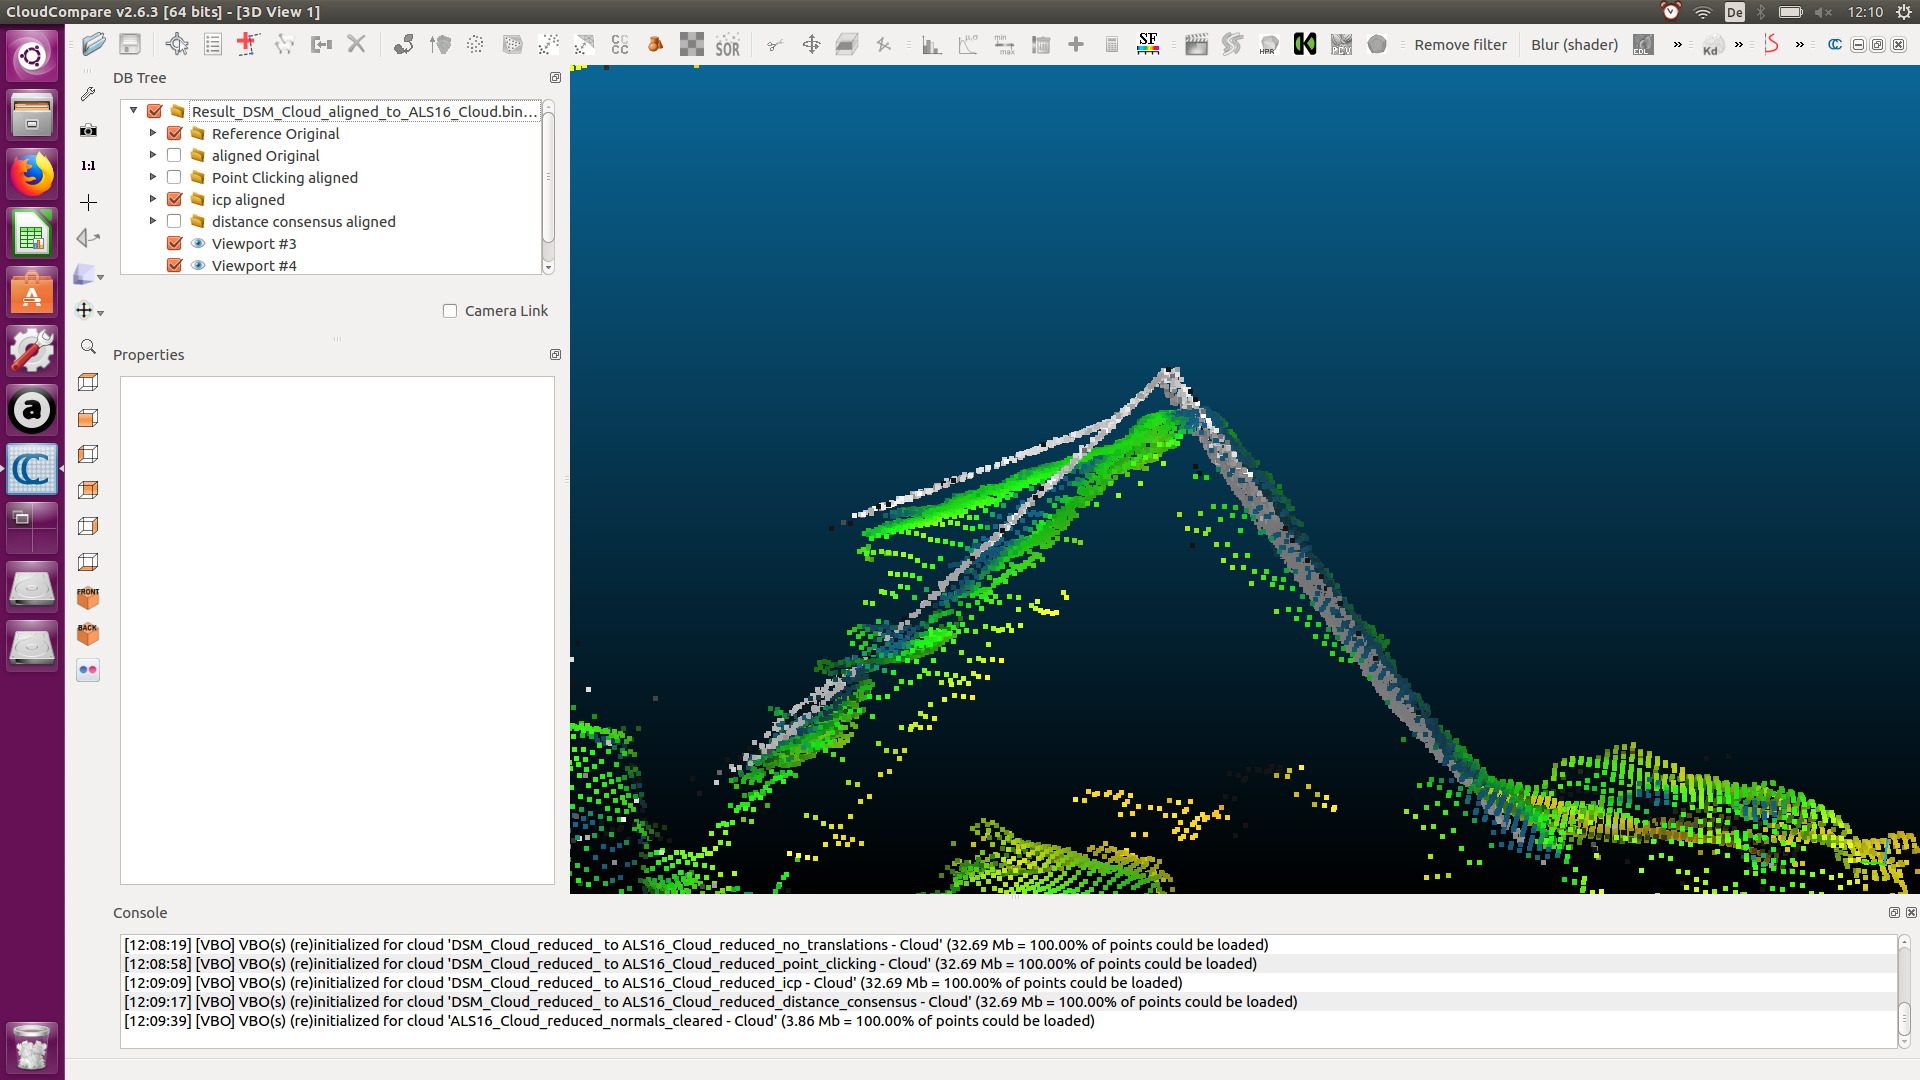 CloudCompare v2.6.3 [64 bits] - [3D View 1]
De
12:10
SOR
SF
HPR
PCV
Remove filter
Blur (shader)
EDL
»
Kd
»
»
CC
DB Tree
Result_DSM_Cloud_aligned_to_ALS16_Cloud.bin...
Reference Original
aligned Original
Point Clicking aligned
icp aligned
distance consensus aligned
Viewport #3
Viewport #4
1:1
Camera Link
Properties
FRONT
BACK
Console
[12:08:19] [VBO] VBO(s) (re)initialized for cloud 'DSM_Cloud_reduced_ to ALS16_Cloud_reduced_no_translations - Cloud' (32.69 Mb = 100.00% of points could be loaded)
[12:08:58] [VBO] VBO(s) (re)initialized for cloud 'DSM_Cloud_reduced_ to ALS16_Cloud_reduced_point_clicking - Cloud' (32.69 Mb = 100.00% of points could be loaded)
[12:09:09] [VBO] VBO(s) (re)initialized for cloud 'DSM_Cloud_reduced_ to ALS16_Cloud_reduced_icp - Cloud' (32.69 Mb = 100.00% of points could be loaded)
[12:09:17] [VBO] VBO(s) (re)initialized for cloud 'DSM_Cloud_reduced_ to ALS16_Cloud_reduced_distance_consensus - Cloud' (32.69 Mb = 100.00% of points could be loaded)
[12:09:39] [VBO] VBO(s) (re)initialized for cloud 'ALS16_Cloud_reduced_normals_cleared - Cloud' (3.86 Mb = 100.00% of points could be loaded)